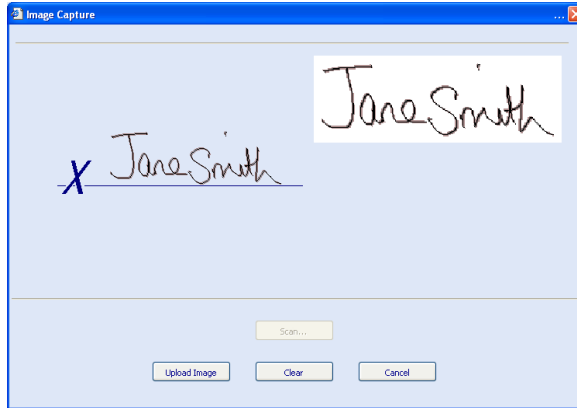 Image Capture ...
Jane Smith
X Jane Smith
Scan...
Upload Image Clear Cancel